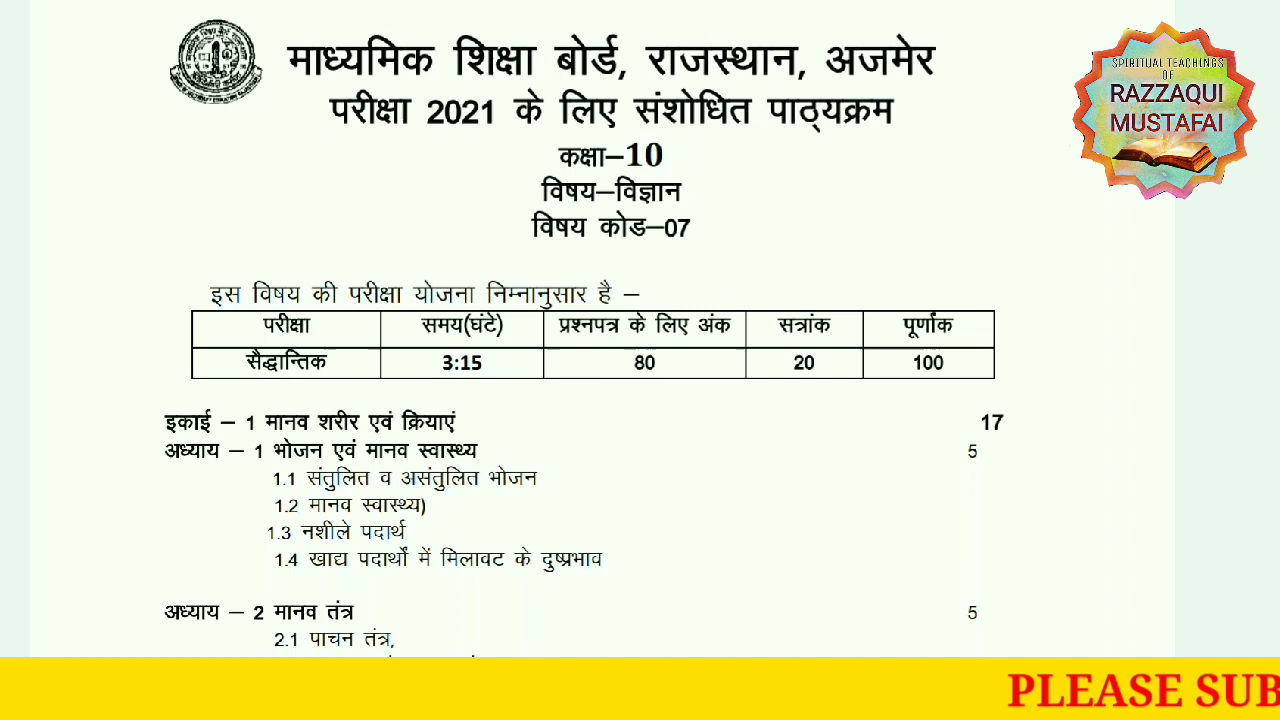 माध्यमिक शिक्षा बोर्ड, राजस्थान, अजमेर
परीक्षा 2021 के लिए संशोधित पाठ्यक्रम
कक्षा–10
विषय–विज्ञान
विषय कोड–07
SPIRITUAL TEACHINGS
OF
RAZZAQUI
MUSTAFAI
इस विषय की परीक्षा योजना निम्नानुसार है –
परीक्षा समय(घंटे) प्रश्नपत्र के लिए अंक सत्रांक पूर्णांक
सैद्धान्तिक 3:15 80 20 100
इकाई – 1 मानव शरीर एवं क्रियाएं 17
अध्याय – 1 भोजन एवं मानव स्वास्थ्य 5
1.1 संतुलित व असंतुलित भोजन
1.2 मानव स्वास्थ्य)
1.3 नशीले पदार्थ
1.4 खाद्य पदार्थों में मिलावट के दुष्प्रभाव
अध्याय – 2 मानव तंत्र 5
2.1 पाचन तंत्र,
PLEASE SUB